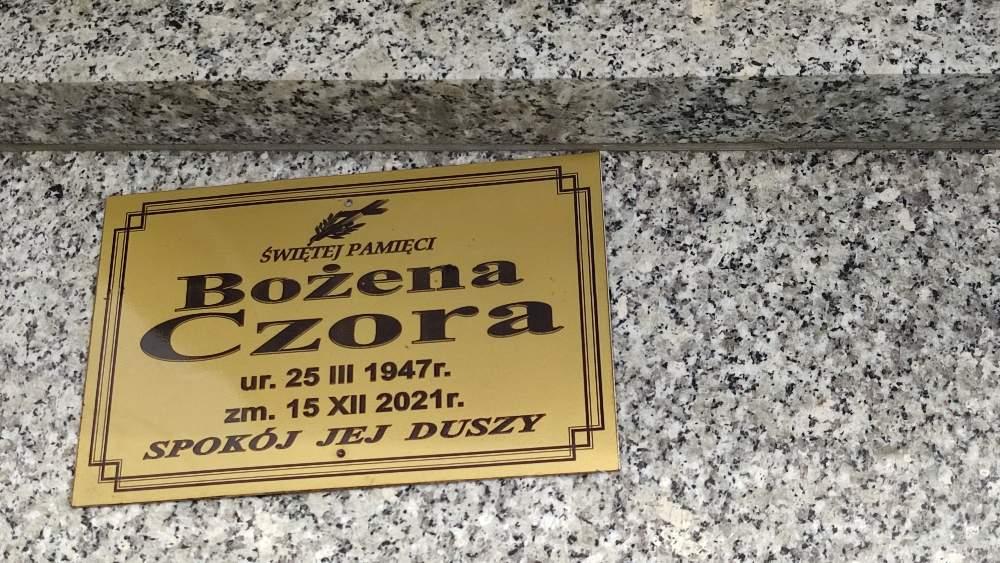 ŚWIĘTEJ PAMIĘCI
Bożena
Czora
ur. 25 III 1947r.
zm. 15 XII 2021r.
SPOKÓJ JEJ DUSZY